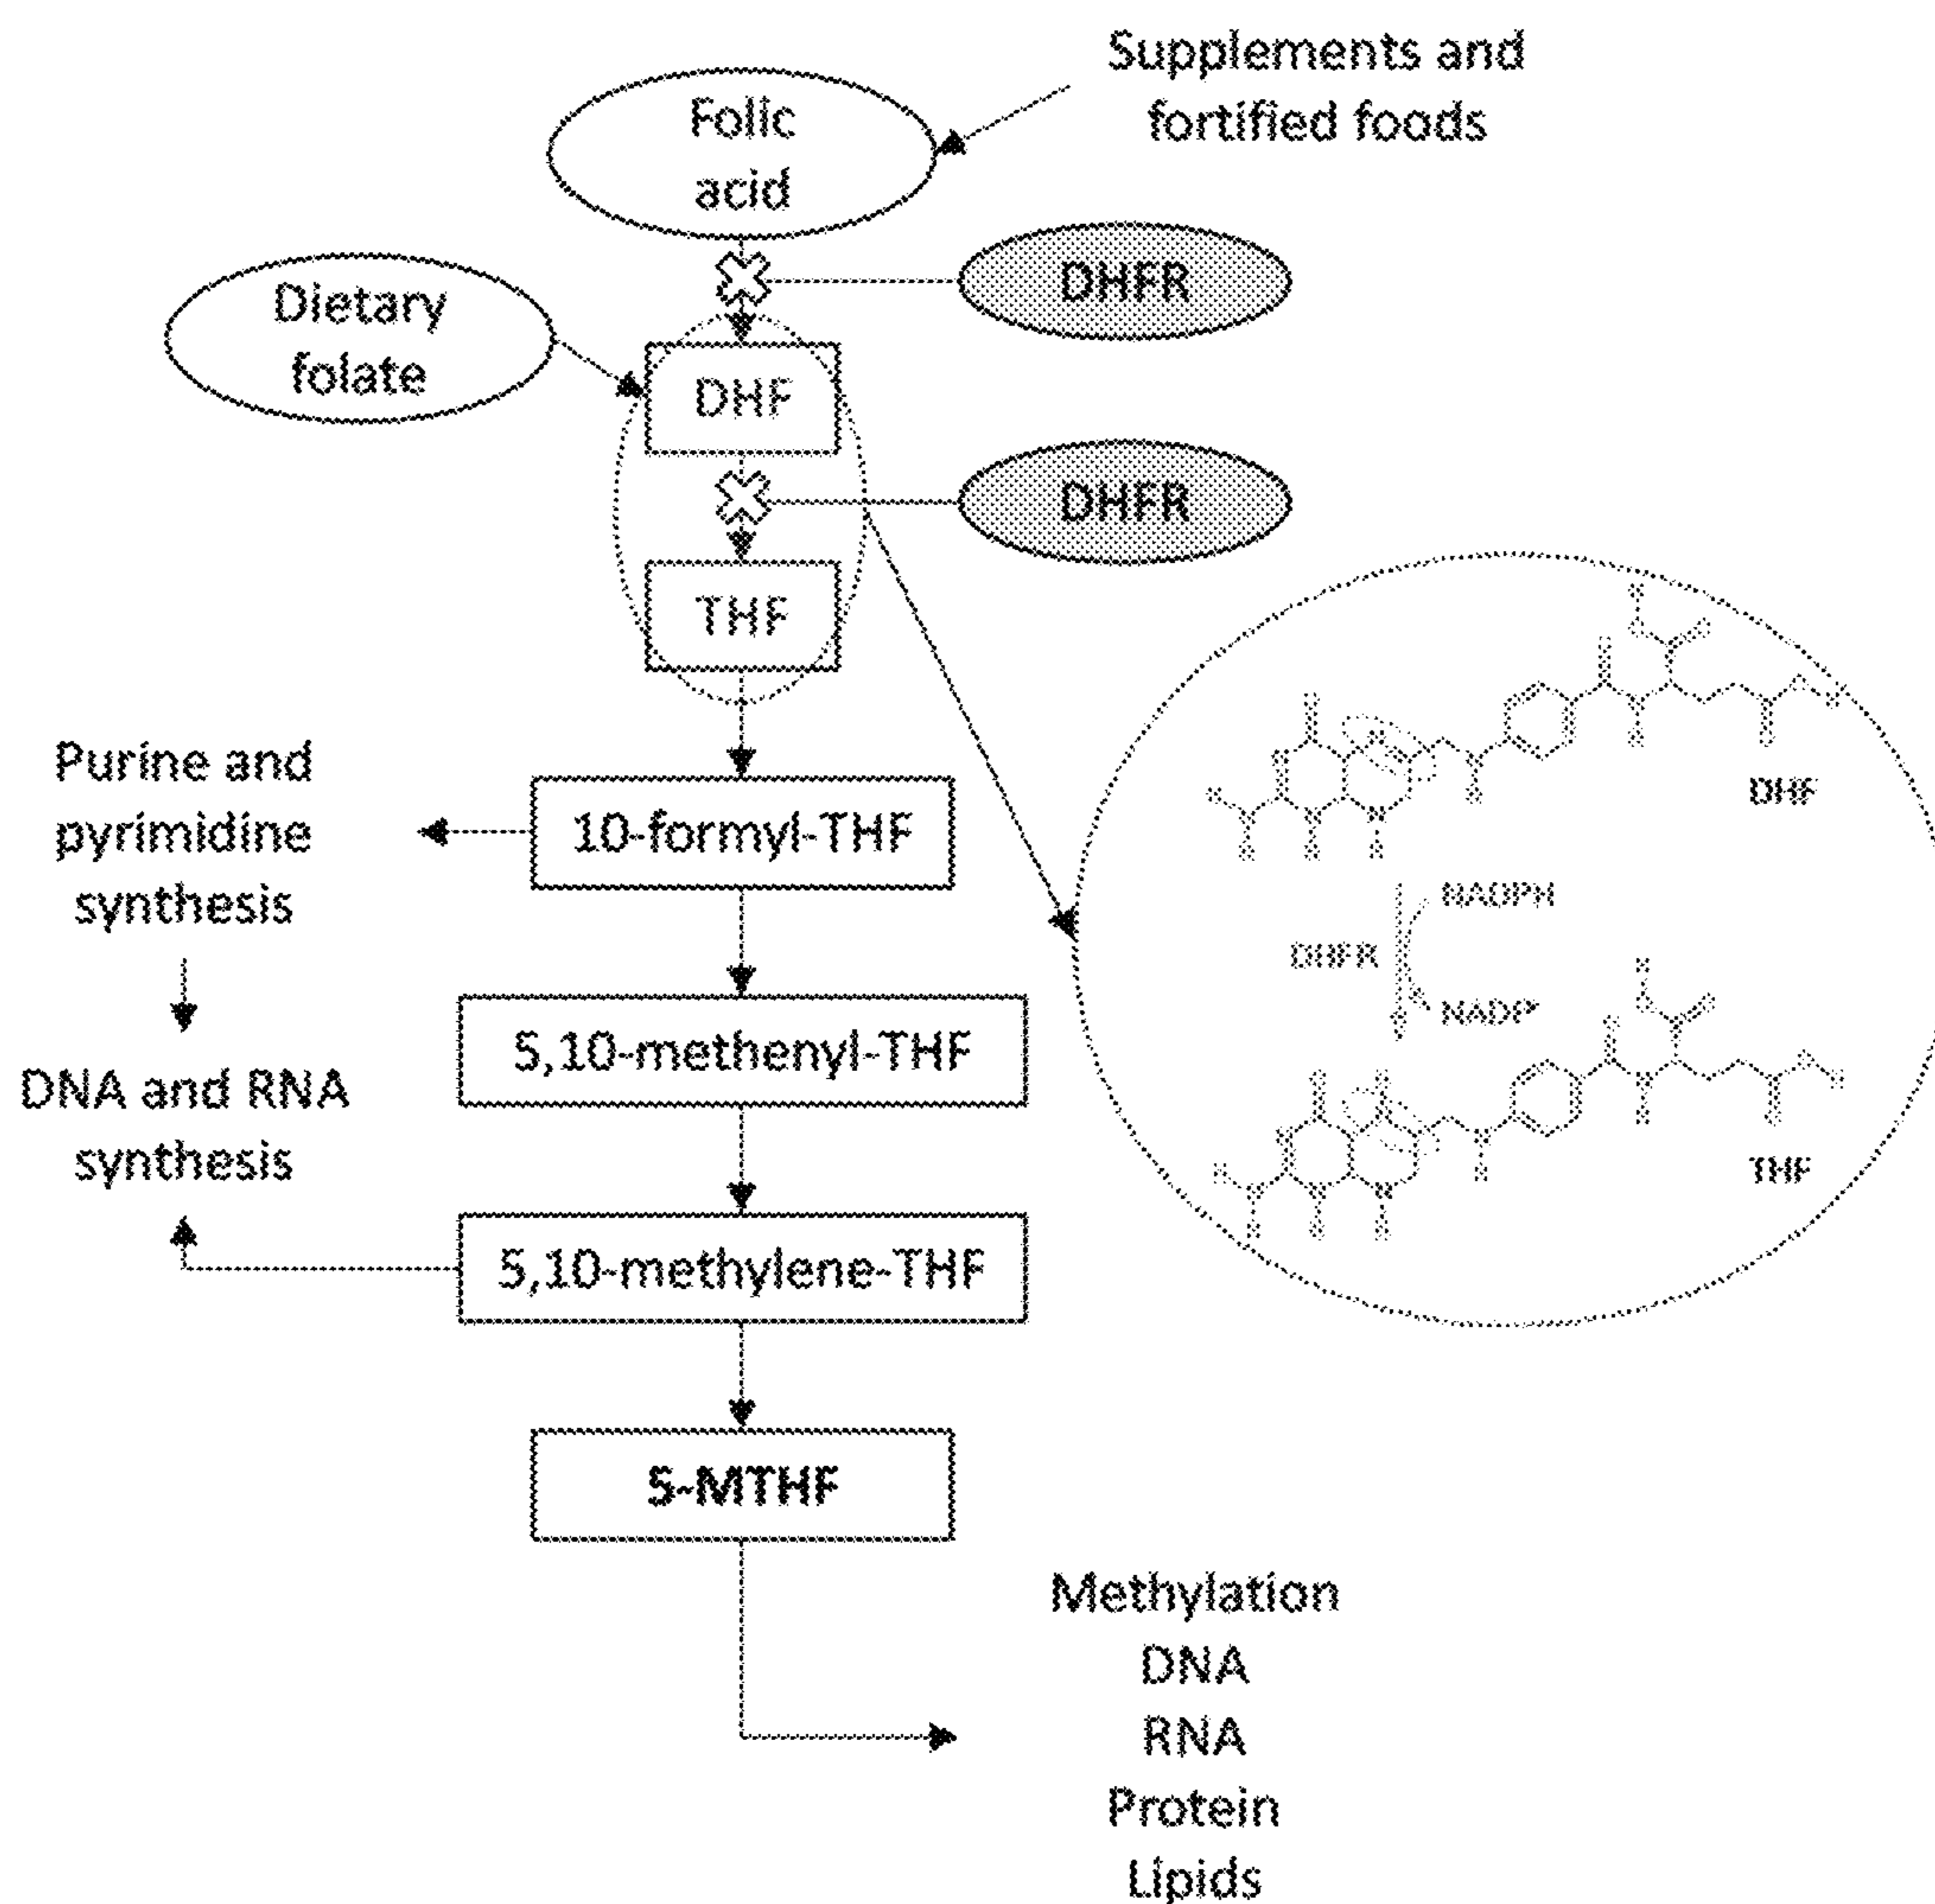 Supplements and
fortified foods
Folic
acid
DHFR
Dietary
folate
DHF
DHFR
THF
Purine and
pyrimidine
synthesis
10-formyl-THF
DHF
NADPH
DHFR
NADP+
5,10-methenyl-THF
DNA and RNA
synthesis
THF
5,10-methylene-THF
5-MTHF
Methylation
DNA
RNA
Protein
Lipids